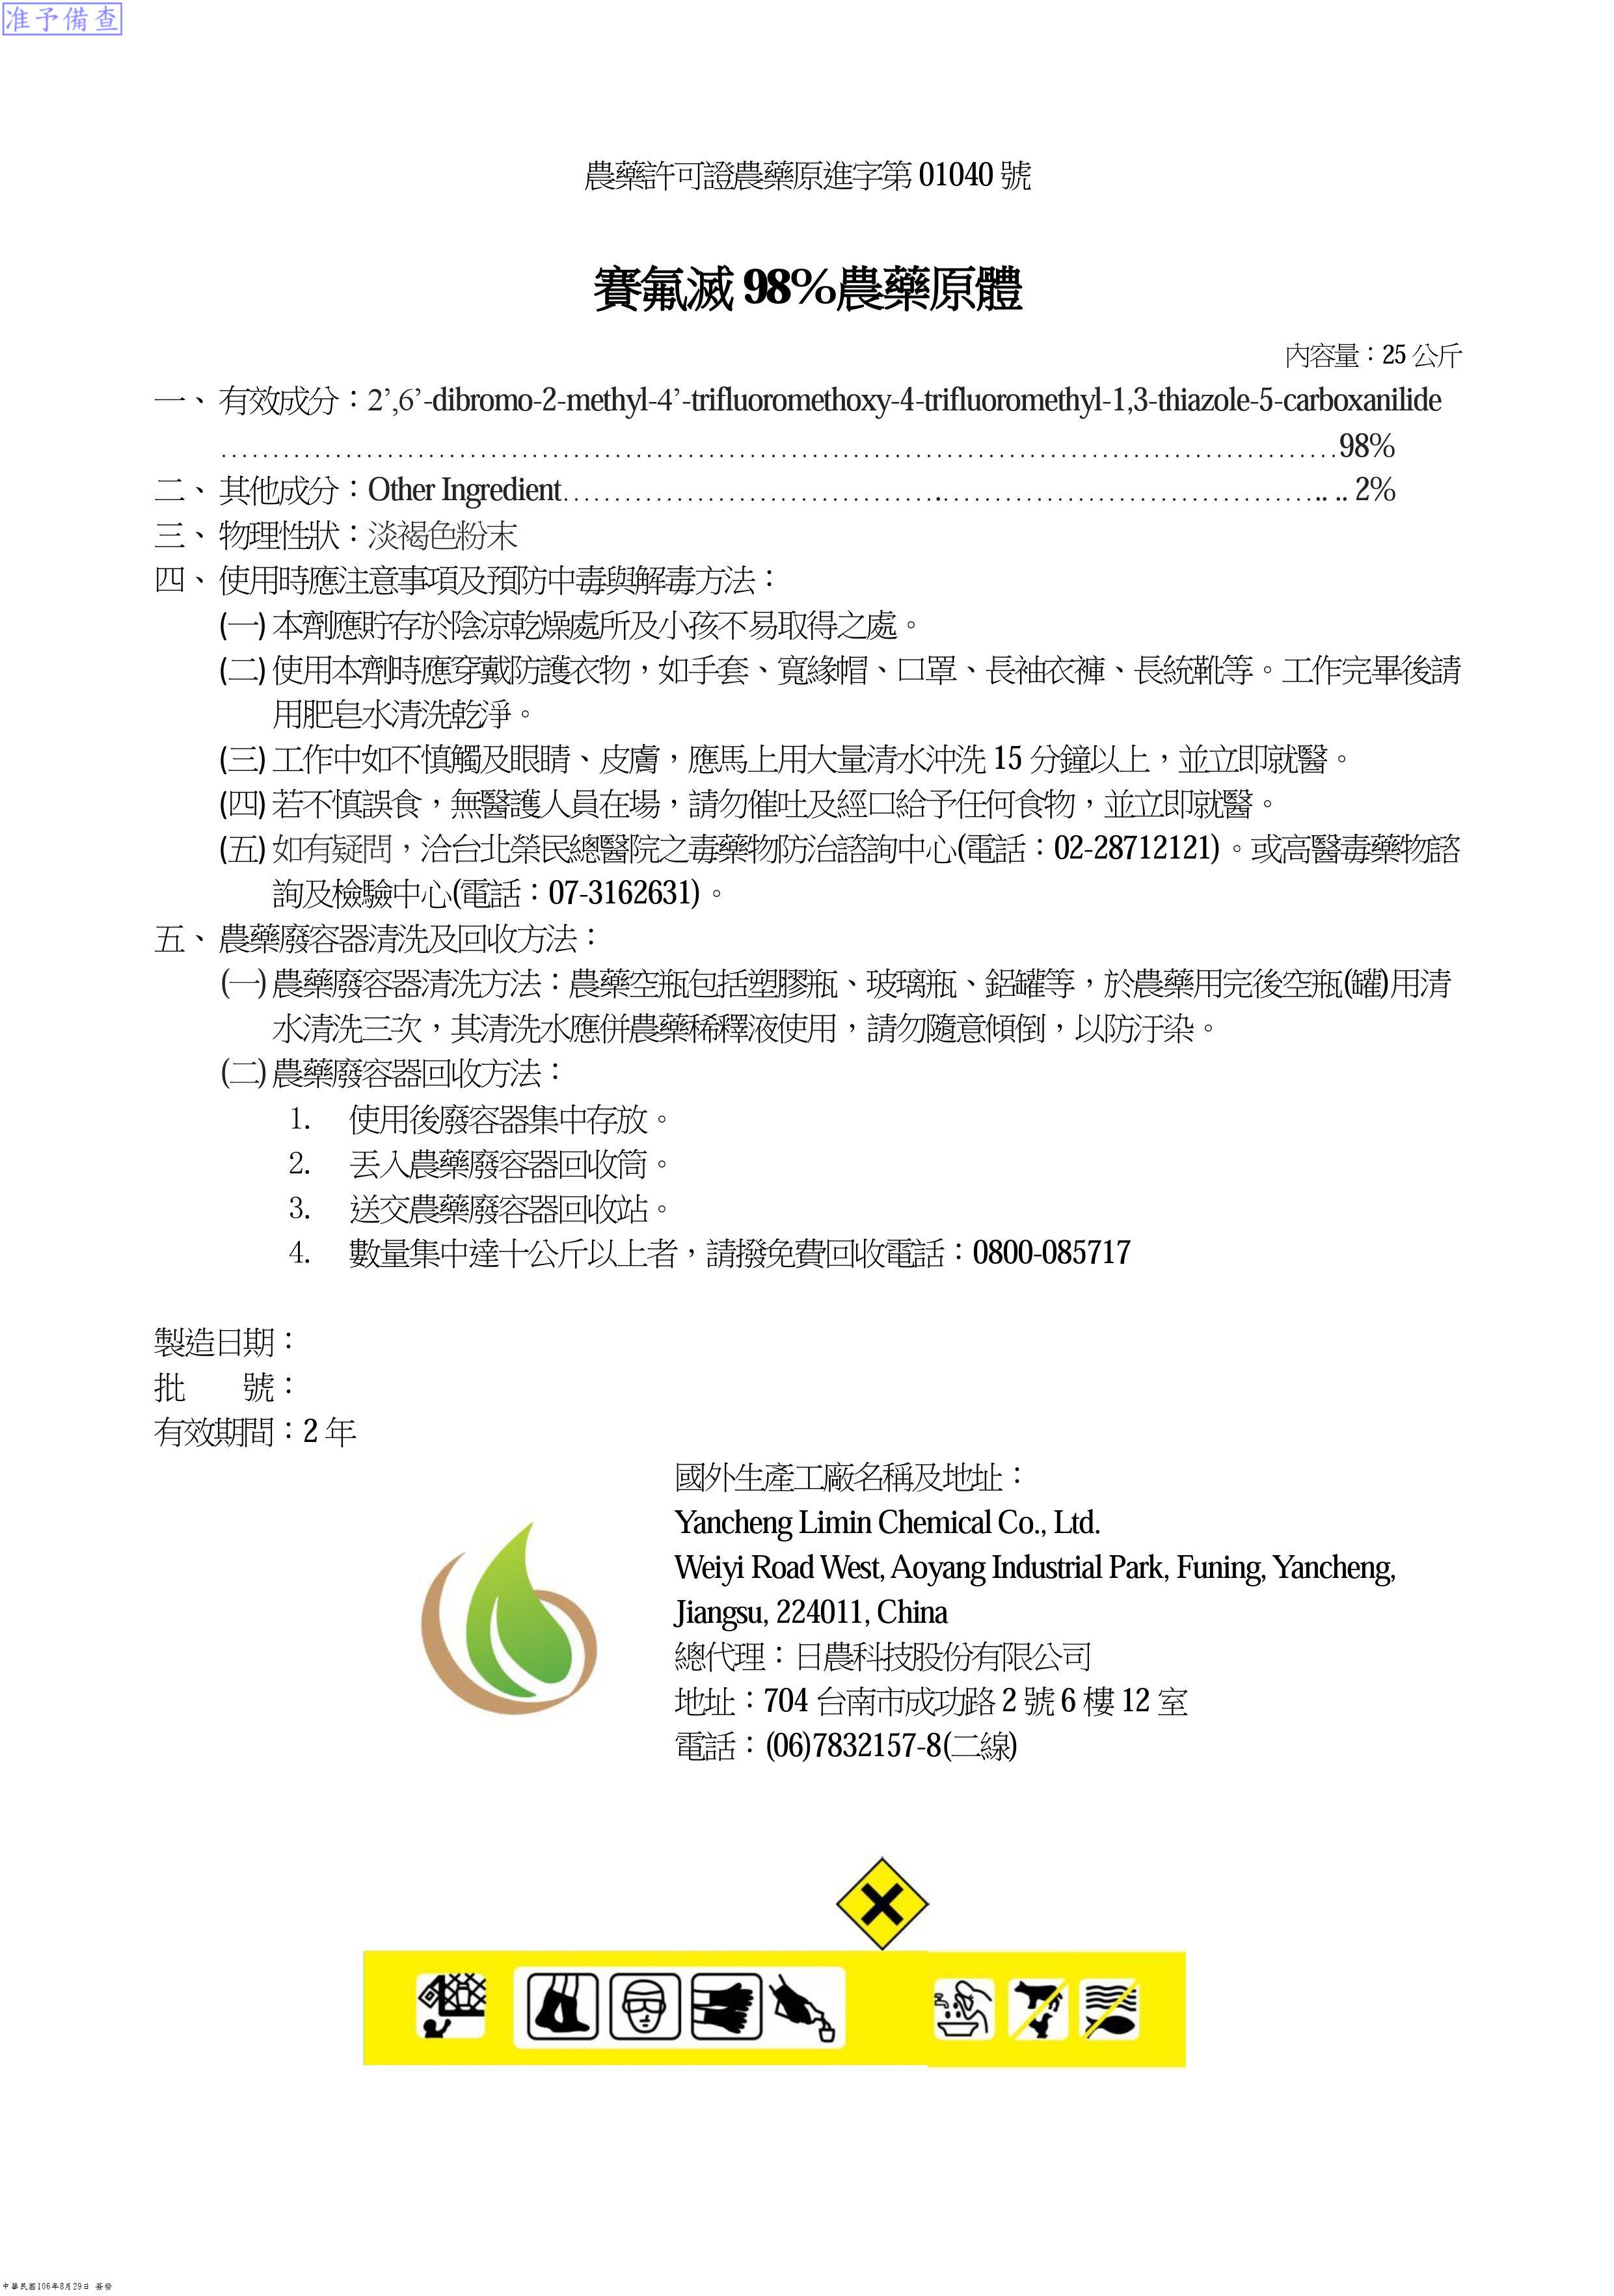 准予備查
農藥許可證農藥原進字第 01040 號
賽氟滅 98%農藥原體
內容量：25 公斤
一、 有效成分：2’,6’-dibromo-2-methyl-4’-trifluoromethoxy-4-trifluoromethyl-1,3-thiazole-5-carboxanilide
……………………………………………………………………………………………98%
二、 其他成分：Other Ingredient……………………………….……………………………….. .. 2%
三、 物理性狀：淡褐色粉末
四、 使用時應注意事項及預防中毒與解毒方法：
(一) 本劑應貯存於陰涼乾燥處所及小孩不易取得之處。
(二) 使用本劑時應穿戴防護衣物，如手套、寬緣帽、口罩、長袖衣褲、長統靴等。工作完畢後請
用肥皂水清洗乾淨。
(三) 工作中如不慎觸及眼睛、皮膚，應馬上用大量清水沖洗 15 分鐘以上，並立即就醫。
(四) 若不慎誤食，無醫護人員在場，請勿催吐及經口給予任何食物，並立即就醫。
(五) 如有疑問，洽台北榮民總醫院之毒藥物防治諮詢中心(電話：02-28712121)。或高醫毒藥物諮
詢及檢驗中心(電話：07-3162631)。
五、 農藥廢容器清洗及回收方法：
(一) 農藥廢容器清洗方法：農藥空瓶包括塑膠瓶、玻璃瓶、鋁罐等，於農藥用完後空瓶(罐)用清
水清洗三次，其清洗水應併農藥稀釋液使用，請勿隨意傾倒，以防汙染。
(二) 農藥廢容器回收方法：
1. 使用後廢容器集中存放。
2. 丟入農藥廢容器回收筒。
3. 送交農藥廢容器回收站。
4. 數量集中達十公斤以上者，請撥免費回收電話：0800-085717
製造日期：
批　　號：
有效期間：2 年
國外生產工廠名稱及地址：
Yancheng Limin Chemical Co., Ltd.
Weiyi Road West, Aoyang Industrial Park, Funing, Yancheng,
Jiangsu, 224011, China
總代理：日農科技股份有限公司
地址：704 台南市成功路 2 號 6 樓 12 室
電話：(06)7832157-8(二線)
中華民國106年8月29日 簽發